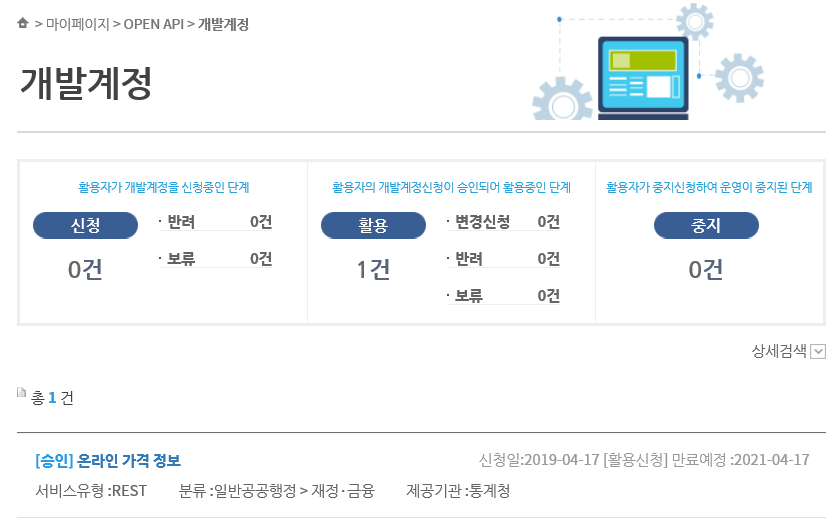 > 마이페이지 > OPEN API > 개발계정
개발계정
활용자가 개발계정을 신청중인 단계
신청
0건
· 반려 0건
· 보류 0건
활용자의 개발계정신청이 승인되어 활용중인 단계
활용
1건
· 변경신청 0건
· 반려 0건
· 보류 0건
활용자가 중지신청하여 운영이 중지된 단계
중지
0건
상세검색
총 1 건
[승인] 온라인 가격 정보 신청일:2019-04-17 [활용신청] 만료예정 :2021-04-17
서비스유형 :REST 분류 :일반공공행정 > 재정·금융 제공기관 :통계청